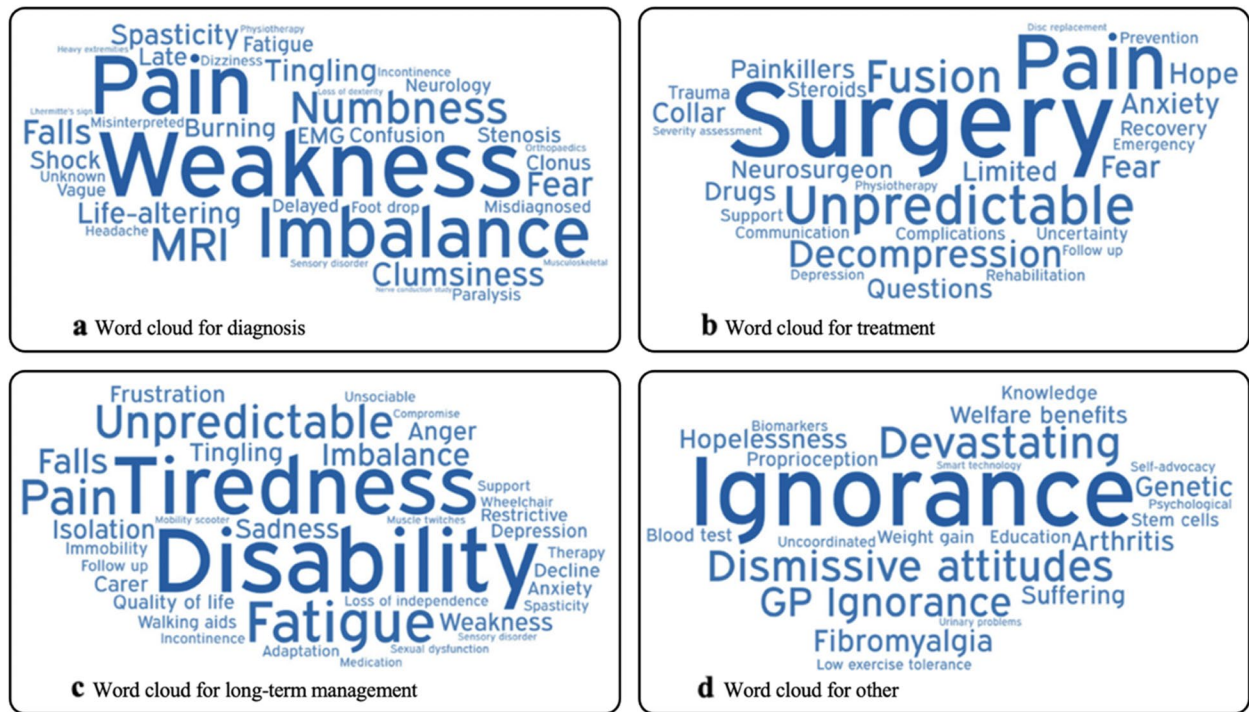 Spasticity Physiotherapy
Heavy extremities Late Dizziness Fatigue
Pain Tingling Incontinence
Loss of dexterity Neurology
Lhermitte's sign Numbness
Falls Misinterpreted Burning EMG Confusion Stenosis
Shock Weakness Orthopaedics
Unknown Clonus
Vague Fear
Life-altering Delayed Foot drop Misdiagnosed
Headache MRI Imbalance
Sensory disorder Musculoskeletal
Clumsiness
Nerve conduction study Paralysis
a Word cloud for diagnosis
Disc replacement
Pain Prevention
Painkillers Fusion Hope
Trauma Steroids
Collar Surgery Anxiety
Severity assessment Recovery
Emergency
Neurosurgeon Limited Fear
Drugs Physiotherapy
Support Unpredictable
Communication Complications Uncertainty
Decompression Follow up
Depression Rehabilitation
Questions
b Word cloud for treatment
Frustration Unsociable
Unpredictable Compromise
Anger
Tingling Imbalance
Falls Tiredness
Pain Support
Wheelchair
Isolation Mobility scooter Sadness Muscle twitches Restrictive
Immobility Disability Depression
Follow up Therapy
Carer Decline
Anxiety
Quality of life Loss of independence Spasticity
Walking aids Fatigue Weakness
Incontinence Sensory disorder
Adaptation Sexual dysfunction
Medication
c Word cloud for long-term management
Knowledge
Welfare benefits
Biomarkers
Hopelessness Devastating
Proprioception Smart technology Self-advocacy
Ignorance Genetic
Psychological
Stem cells
Blood test Uncoordinated Weight gain Education Arthritis
Dismissive attitudes
GP Ignorance Suffering
Urinary problems
Fibromyalgia
Low exercise tolerance
d Word cloud for other